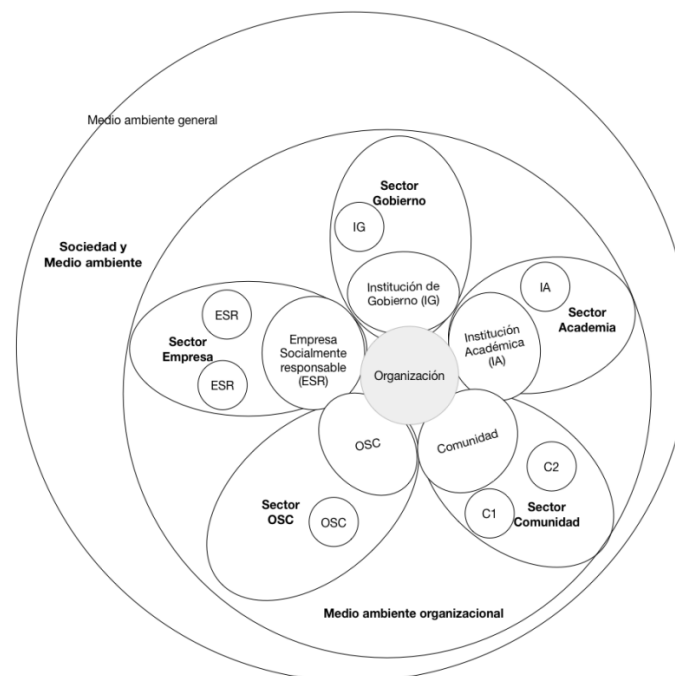 Medio ambiente general
Sociedad y
Medio ambiente
Sector
Gobierno
IG
Institución de
Gobierno (IG)
IA
Sector
Academia
Institución
Académica
(IA)
ESR
Sector
Empresa
ESR
Empresa
Socialmente
responsable
(ESR)
Organización
OSC
Sector
OSC
OSC
Comunidad
C2
C1
Sector
Comunidad
Medio ambiente organizacional